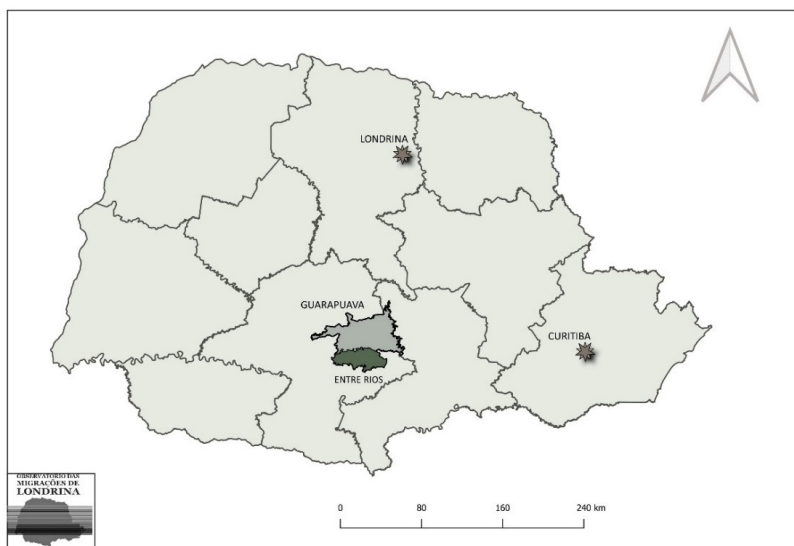 LONDRINA
GUARAPUAVA
CURITIBA
ENTRE RIOS
OBSERVATÓRIO DAS
MIGRAÇÕES DE
LONDRINA
0 80 160 240 km